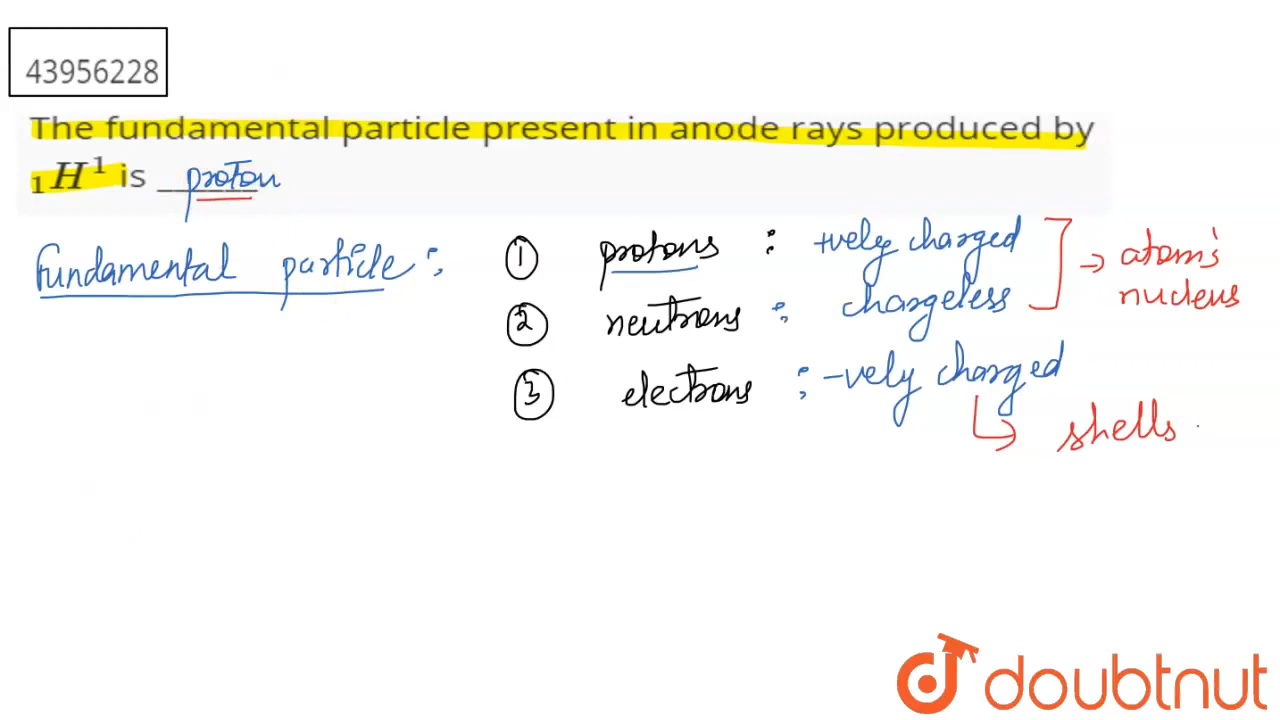 43956228
The fundamental particle present in anode rays produced by
₁H¹ is ______ proton
Fundamental particle :
① protons : +vely charged
② neutrons : chargeless
→ atom's
nucleus
③ electrons : -vely charged
↳ shells
doubtnut